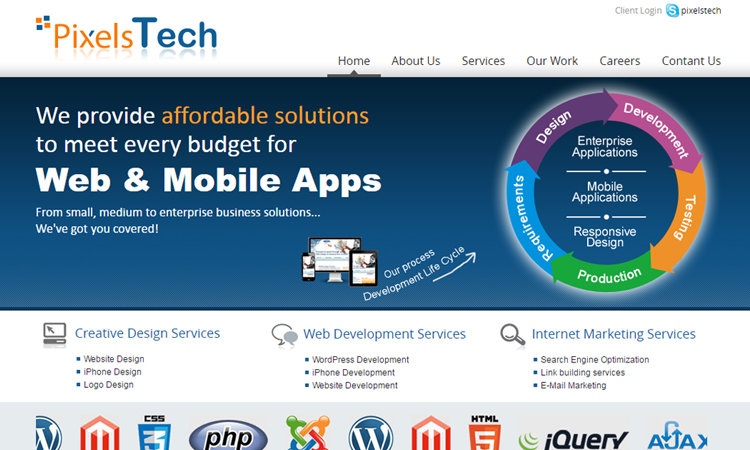 Client Login pixelstech
PixelsTech
Home About Us Services Our Work Careers Contant Us
We provide affordable solutions
to meet every budget for
Web & Mobile Apps
From small, medium to enterprise business solutions...
We've got you covered!
Our process
Development Life Cycle
Design
Development
Testing
Production
Requirements
Enterprise
Applications
Mobile
Applications
Responsive
Design
Creative Design Services
Website Design
iPhone Design
Logo Design
Web Development Services
WordPress Development
iPhone Development
Website Development
Internet Marketing Services
Search Engine Optimization
Link building services
E-Mail Marketing
CSS
3
php
HTML
5
jQuery
AJAX